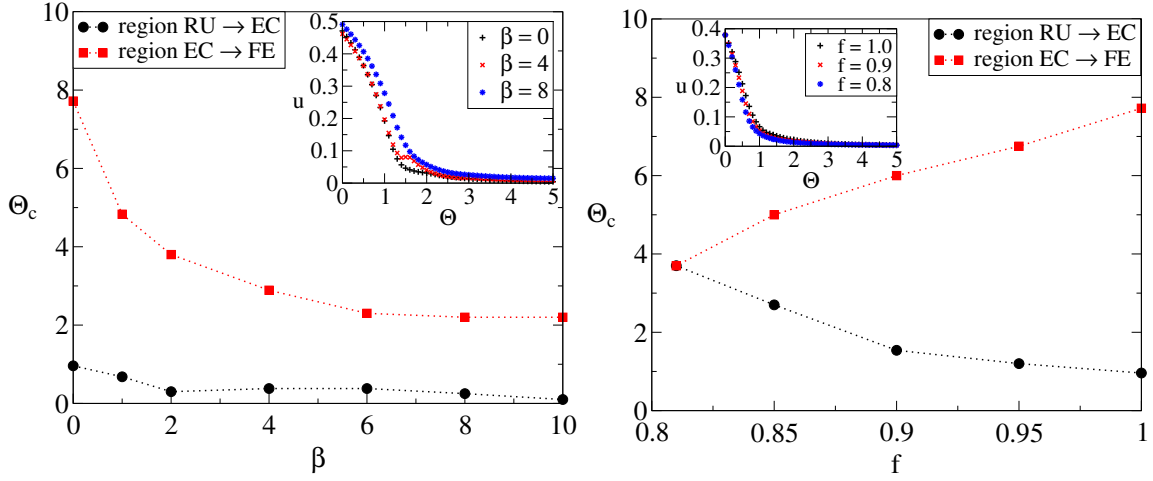 region RU → EC
region EC → FE
Θc
8
6
4
2
0
0 2 4 6 8 10
β
u
0.5
0.4
0.3
0.2
0.1
0
0 1 2 3 4 5
Θ
β = 0
β = 4
β = 8
region RU → EC
region EC → FE
Θc
10
8
6
4
2
0
0.8 0.85 0.9 0.95 1
f
u
0.4
0.3
0.2
0.1
0
0 1 2 3 4 5
Θ
f = 1.0
f = 0.9
f = 0.8